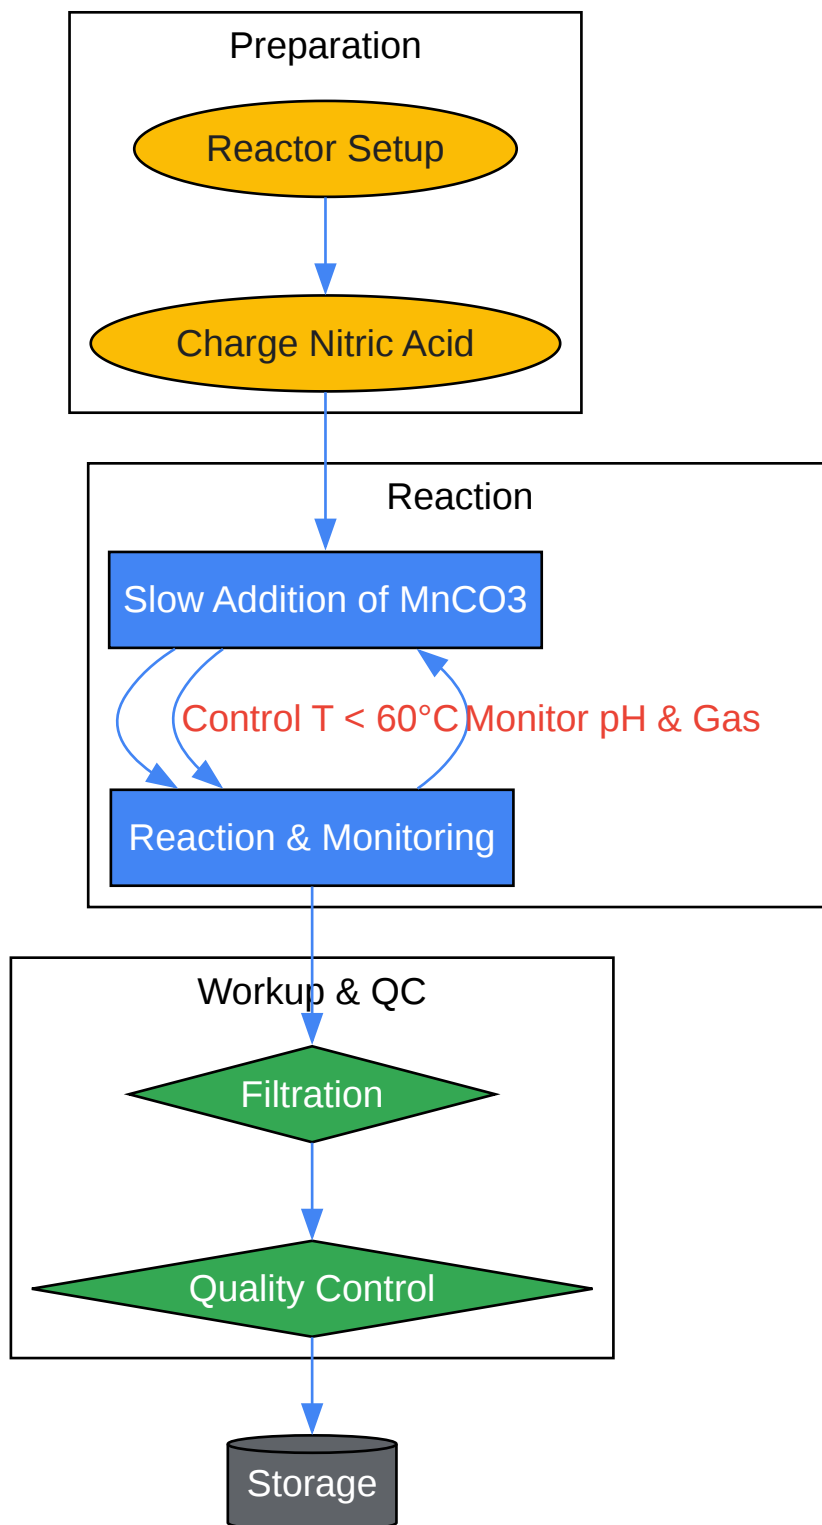 Preparation
Reactor Setup
Charge Nitric Acid
Reaction
Slow Addition of MnCO3
Control T < 60°C
Monitor pH & Gas
Reaction & Monitoring
Workup & QC
Filtration
Quality Control
Storage